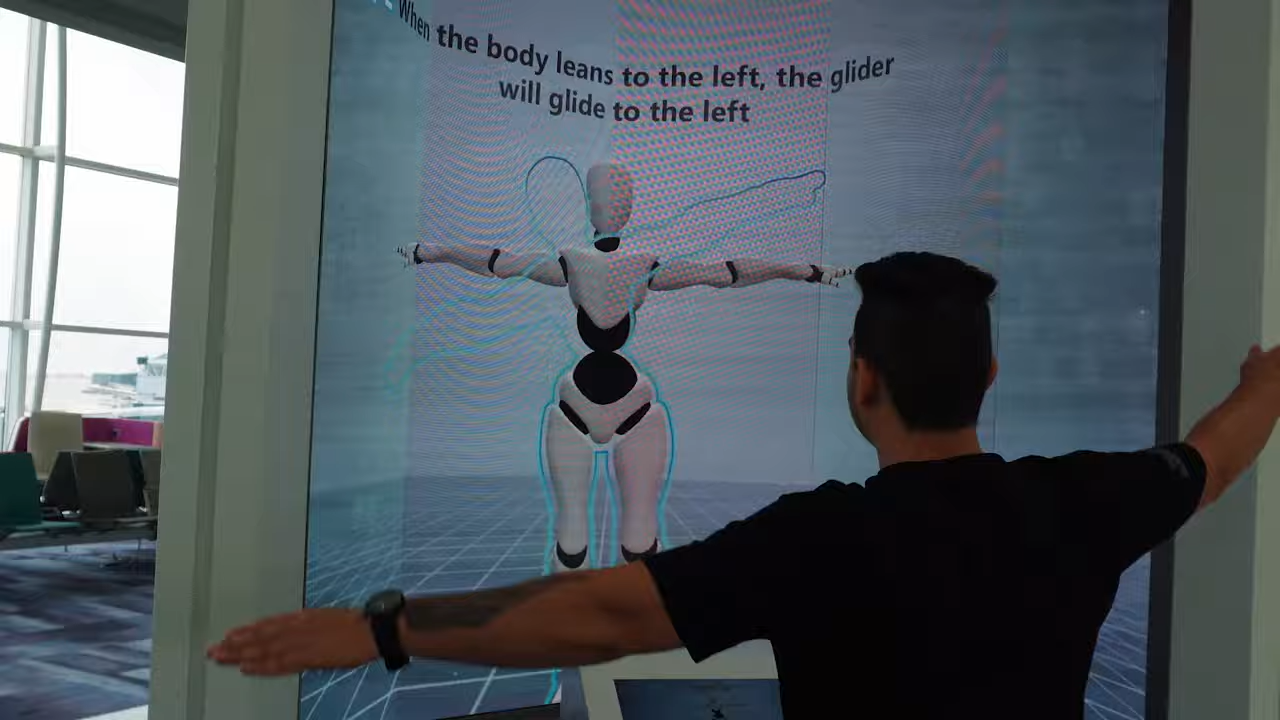 When the body leans to the left, the glider
will glide to the left